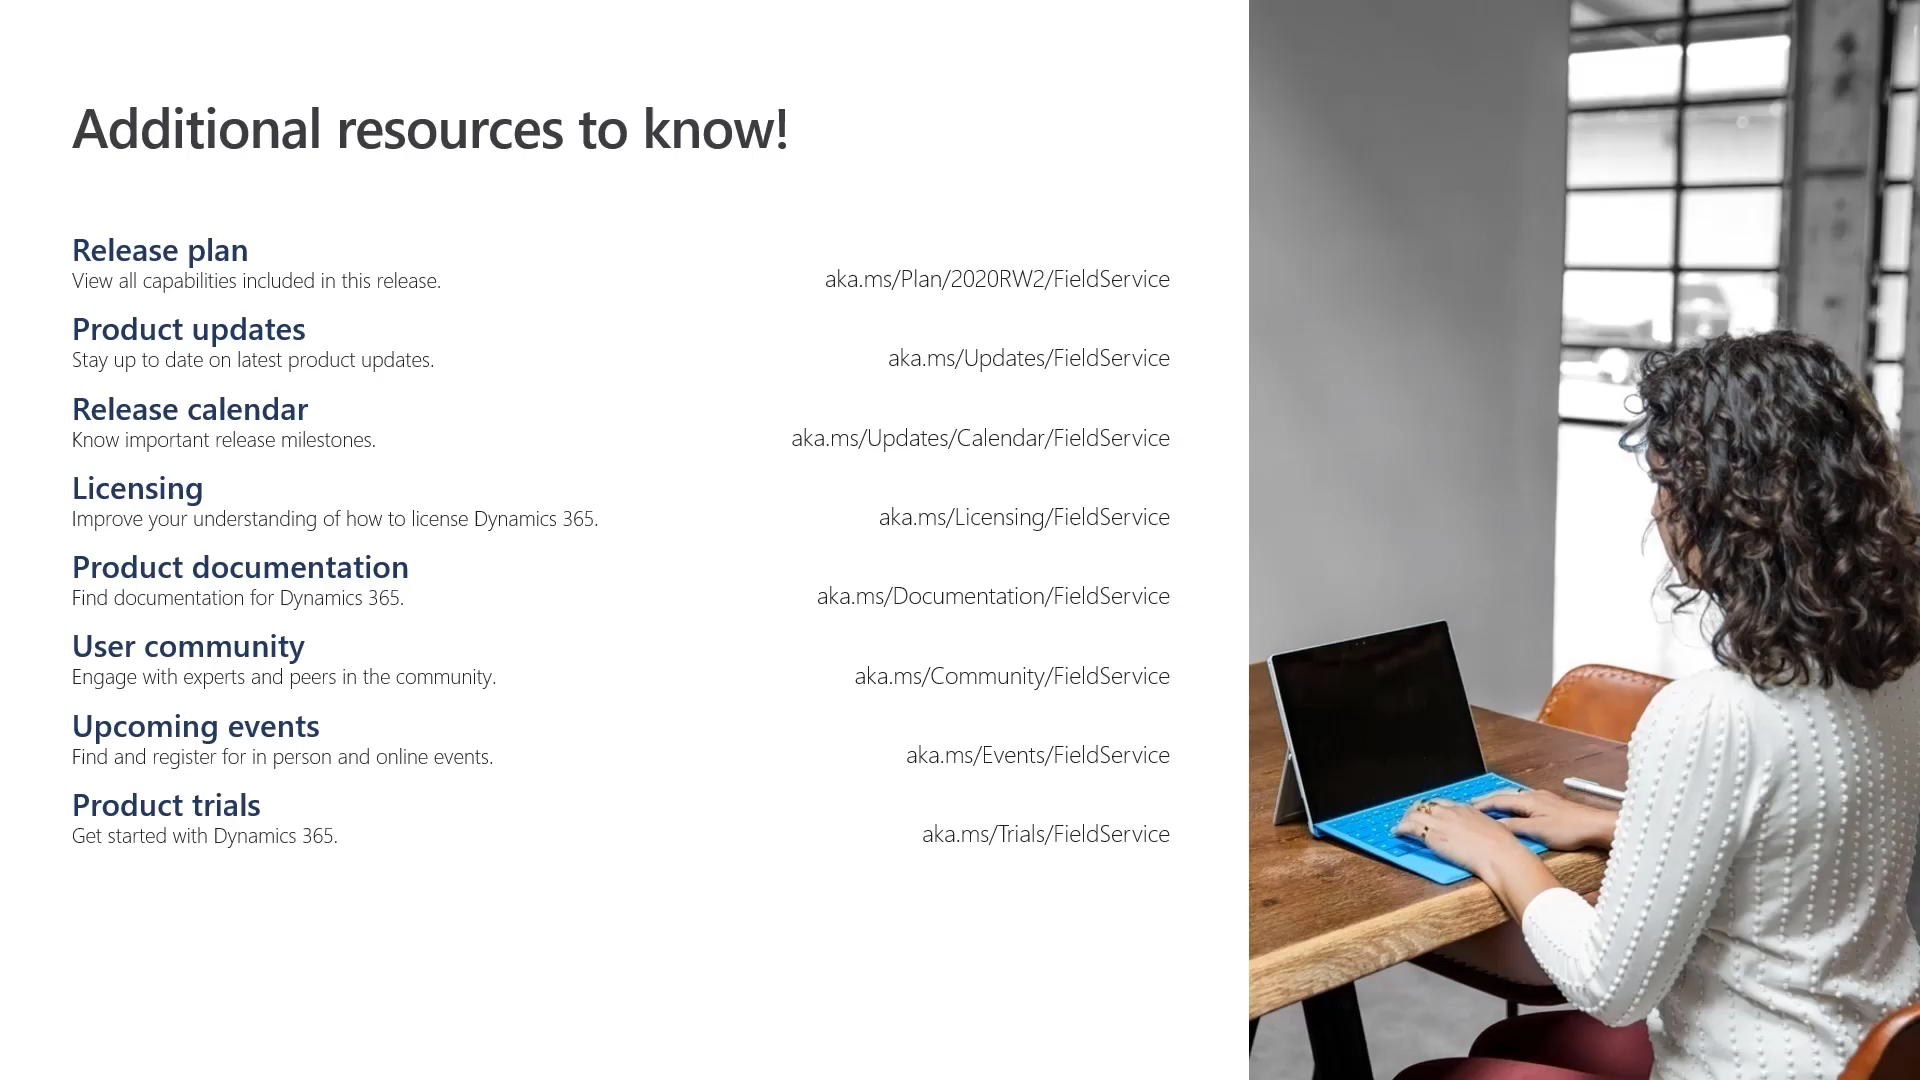 Additional resources to know!
Release plan
View all capabilities included in this release.
aka.ms/Plan/2020RW2/FieldService
Product updates
Stay up to date on latest product updates.
aka.ms/Updates/FieldService
Release calendar
Know important release milestones.
aka.ms/Updates/Calendar/FieldService
Licensing
Improve your understanding of how to license Dynamics 365.
aka.ms/Licensing/FieldService
Product documentation
Find documentation for Dynamics 365.
aka.ms/Documentation/FieldService
User community
Engage with experts and peers in the community.
aka.ms/Community/FieldService
Upcoming events
Find and register for in person and online events.
aka.ms/Events/FieldService
Product trials
Get started with Dynamics 365.
aka.ms/Trials/FieldService